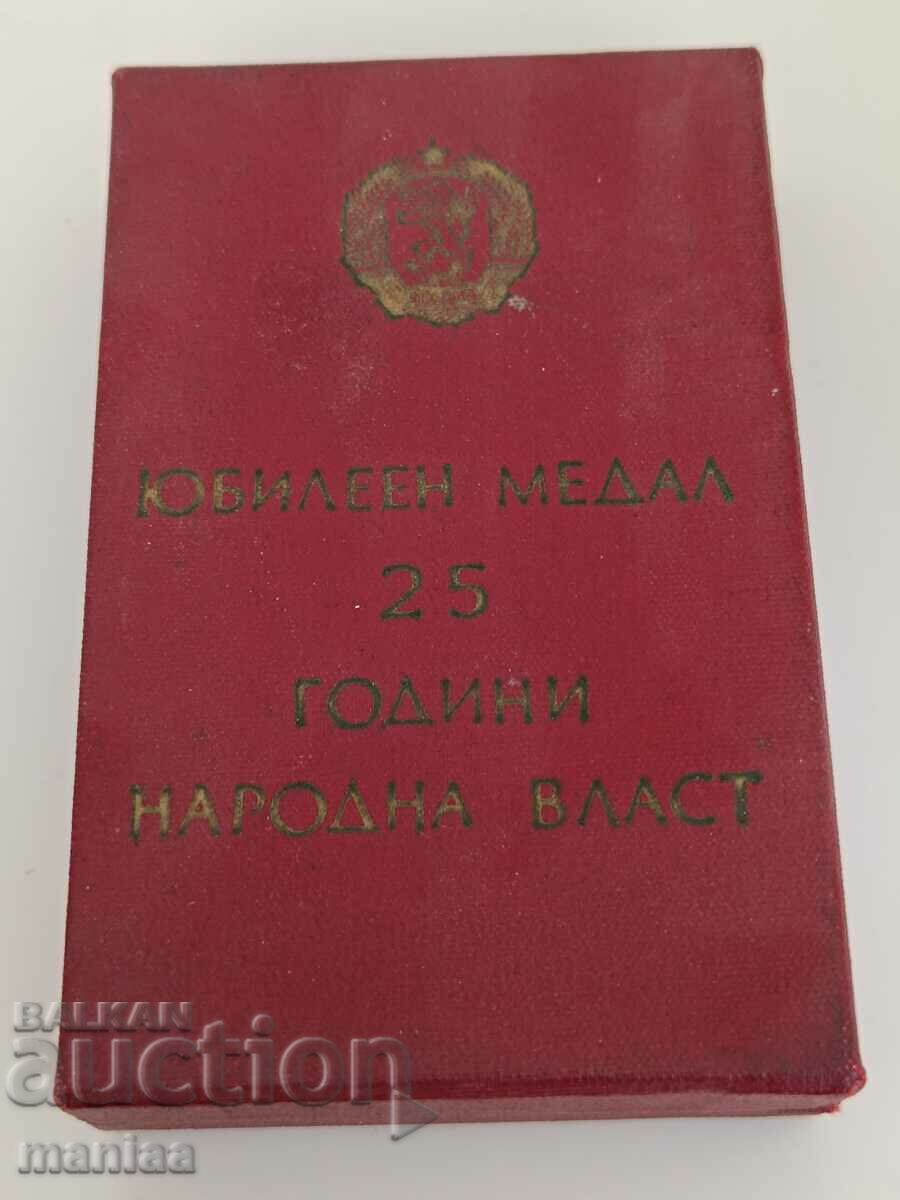 ЮБИЛЕЕН МЕДАЛ
25
ГОДИНИ
НАРОДНА ВЛАСТ
BALKAN
auction
maniaa